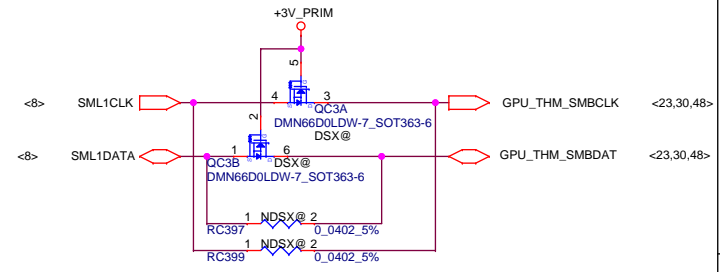 +3V_PRIM
5
<8> SML1CLK 4 3 GPU_THM_SMBCLK <23,30,48>
QC3A
DMN66D0LDW-7_SOT363-6
2 DSX@
<8> SML1DATA 1 6 GPU_THM_SMBDAT <23,30,48>
QC3B DSX@
DMN66D0LDW-7_SOT363-6
1 NDSX@ 2
RC397 0_0402_5%
1 NDSX@ 2
RC399 0_0402_5%